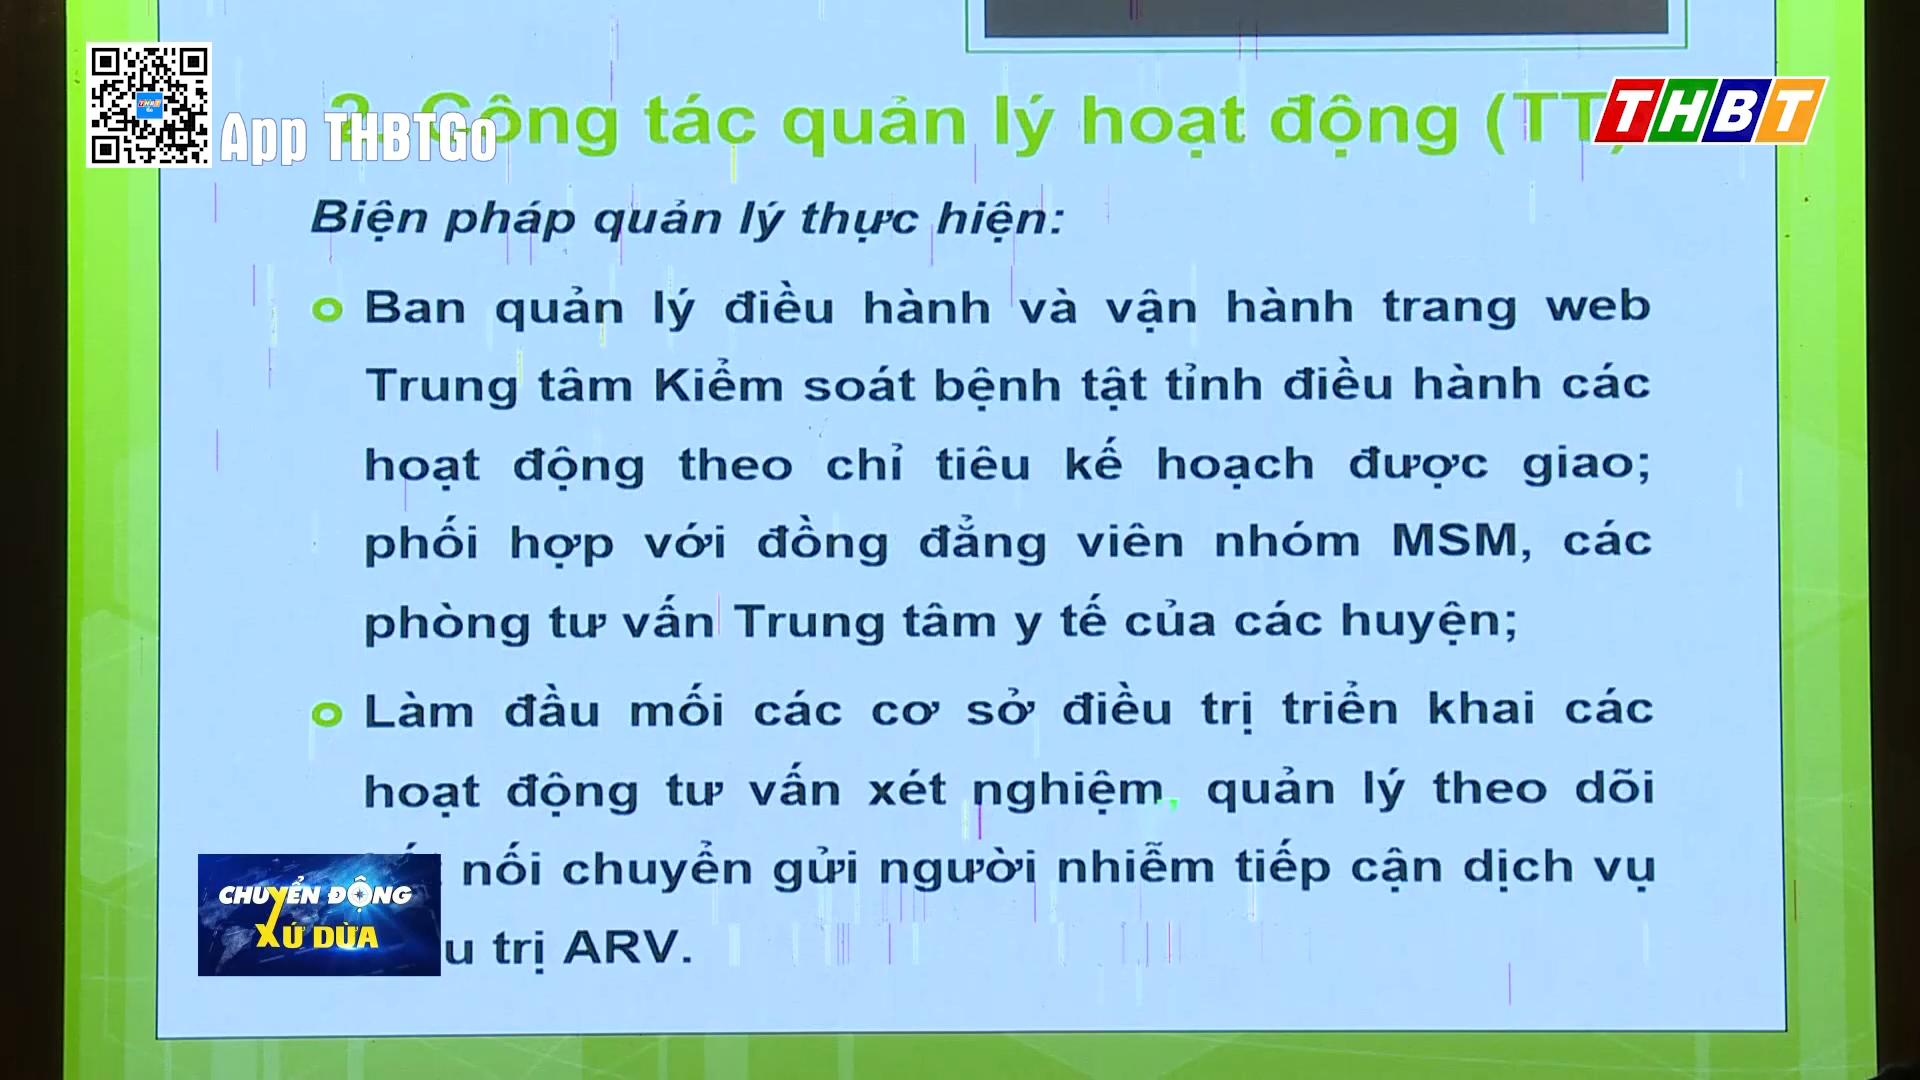 2. Công tác quản lý hoạt động (TT)
App THBTGo
THBT
Biện pháp quản lý thực hiện:
Ban quản lý điều hành và vận hành trang web
Trung tâm Kiểm soát bệnh tật tỉnh điều hành các
hoạt động theo chỉ tiêu kế hoạch được giao;
phối hợp với đồng đẳng viên nhóm MSM, các
phòng tư vấn Trung tâm y tế của các huyện;
Làm đầu mối các cơ sở điều trị triển khai các
hoạt động tư vấn xét nghiệm, quản lý theo dõi
nối chuyển gửi người nhiễm tiếp cận dịch vụ
trị ARV.
CHUYỂN ĐỘNG
XỨ DỪA